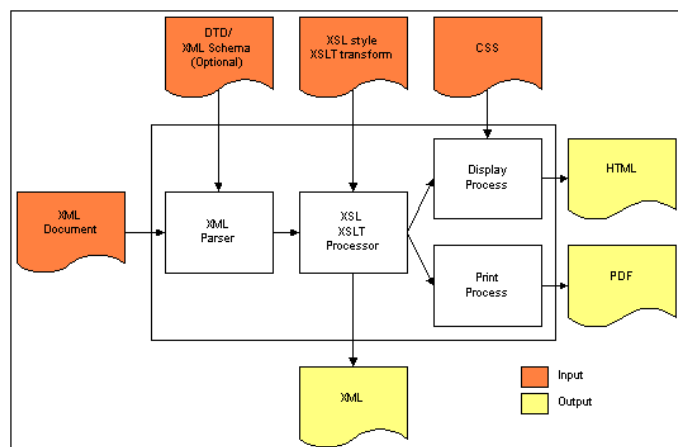 DTD/
XML Schema
(Optional)
XSL style
XSLT transform
CSS
XML
Document
XML
Parser
XSL
XSLT
Processor
Display
Process
HTML
Print
Process
PDF
XML
Input
Output